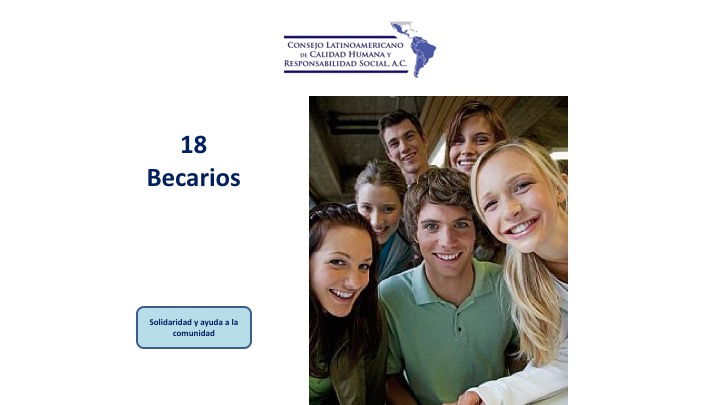 CONSEJO LATINOAMERICANO
DE CALIDAD HUMANA Y
RESPONSABILIDAD SOCIAL, A.C.
18
Becarios
Solidaridad y ayuda a la
comunidad